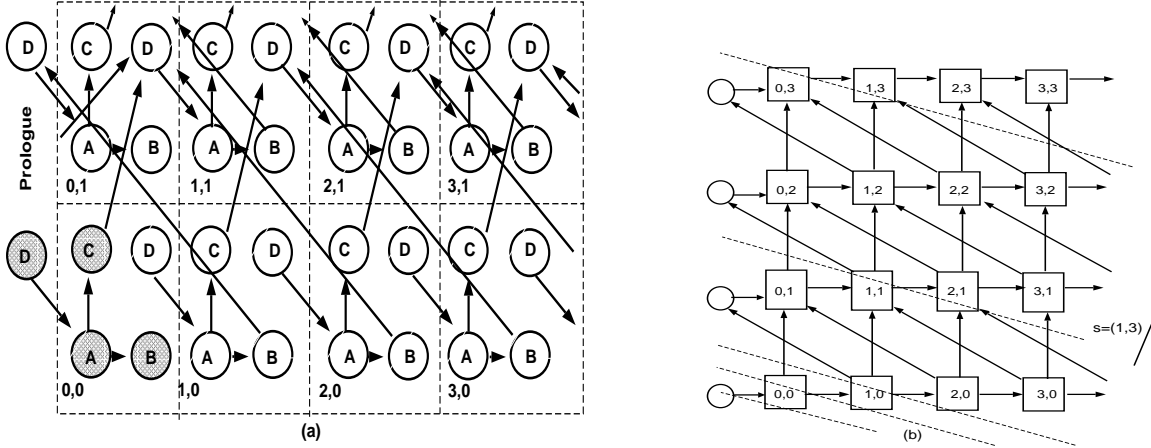 Prologue
D C D C D C D C D
A B A B A B A B
0,1 1,1 2,1 3,1
D C D C D C D C D
A B A B A B A B
0,0 1,0 2,0 3,0
(a)
0,3 1,3 2,3 3,3
0,2 1,2 2,2 3,2
0,1 1,1 2,1 3,1
s=(1,3)
0,0 1,0 2,0 3,0
(b)